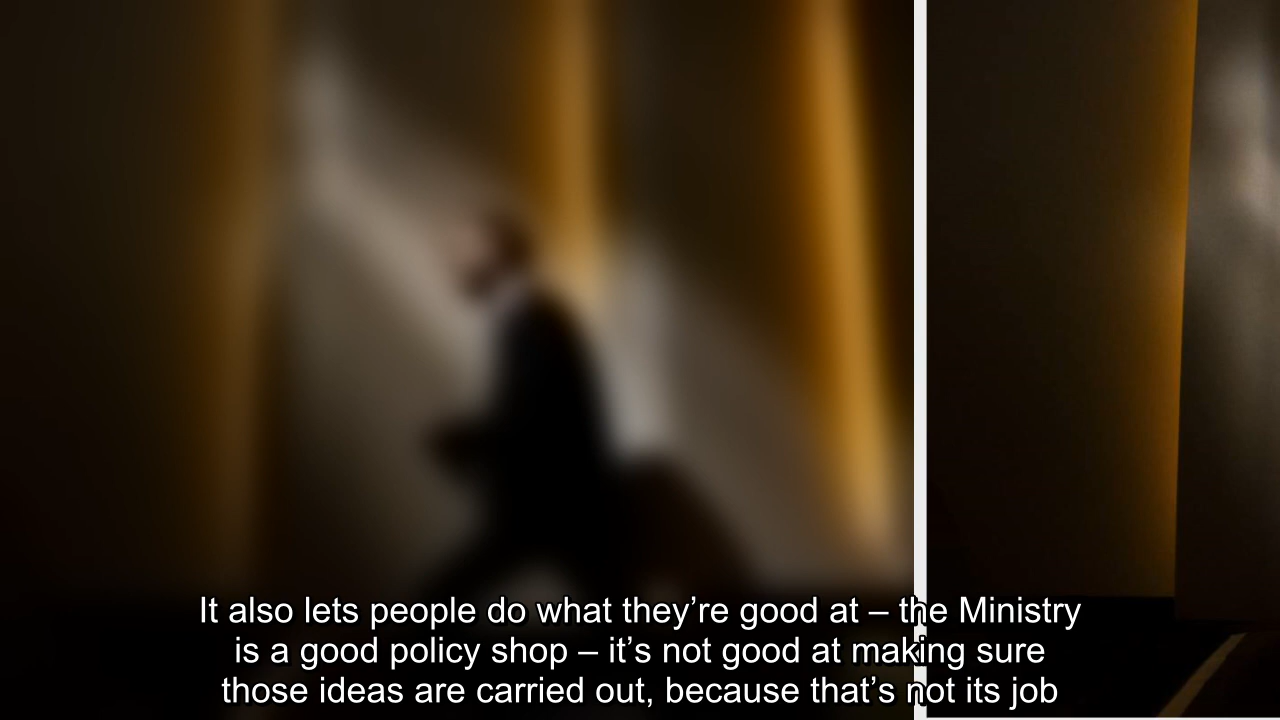 It also lets people do what they’re good at – the Ministry
is a good policy shop – it’s not good at making sure
those ideas are carried out, because that’s not its job